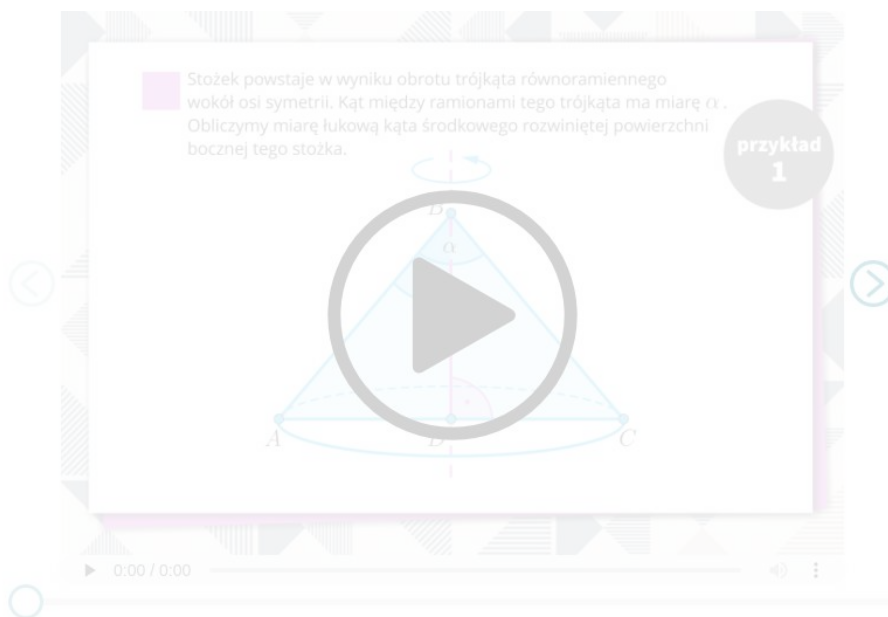 Stożek powstaje w wyniku obrotu trójkąta równoramiennego
wokół osi symetrii. Kąt między ramionami tego trójkąta ma miarę α .
Obliczymy miarę łukową kąta środkowego rozwiniętej powierzchni
bocznej tego stożka.
przykład
1
B
α
A
D
C
0:00 / 0:00